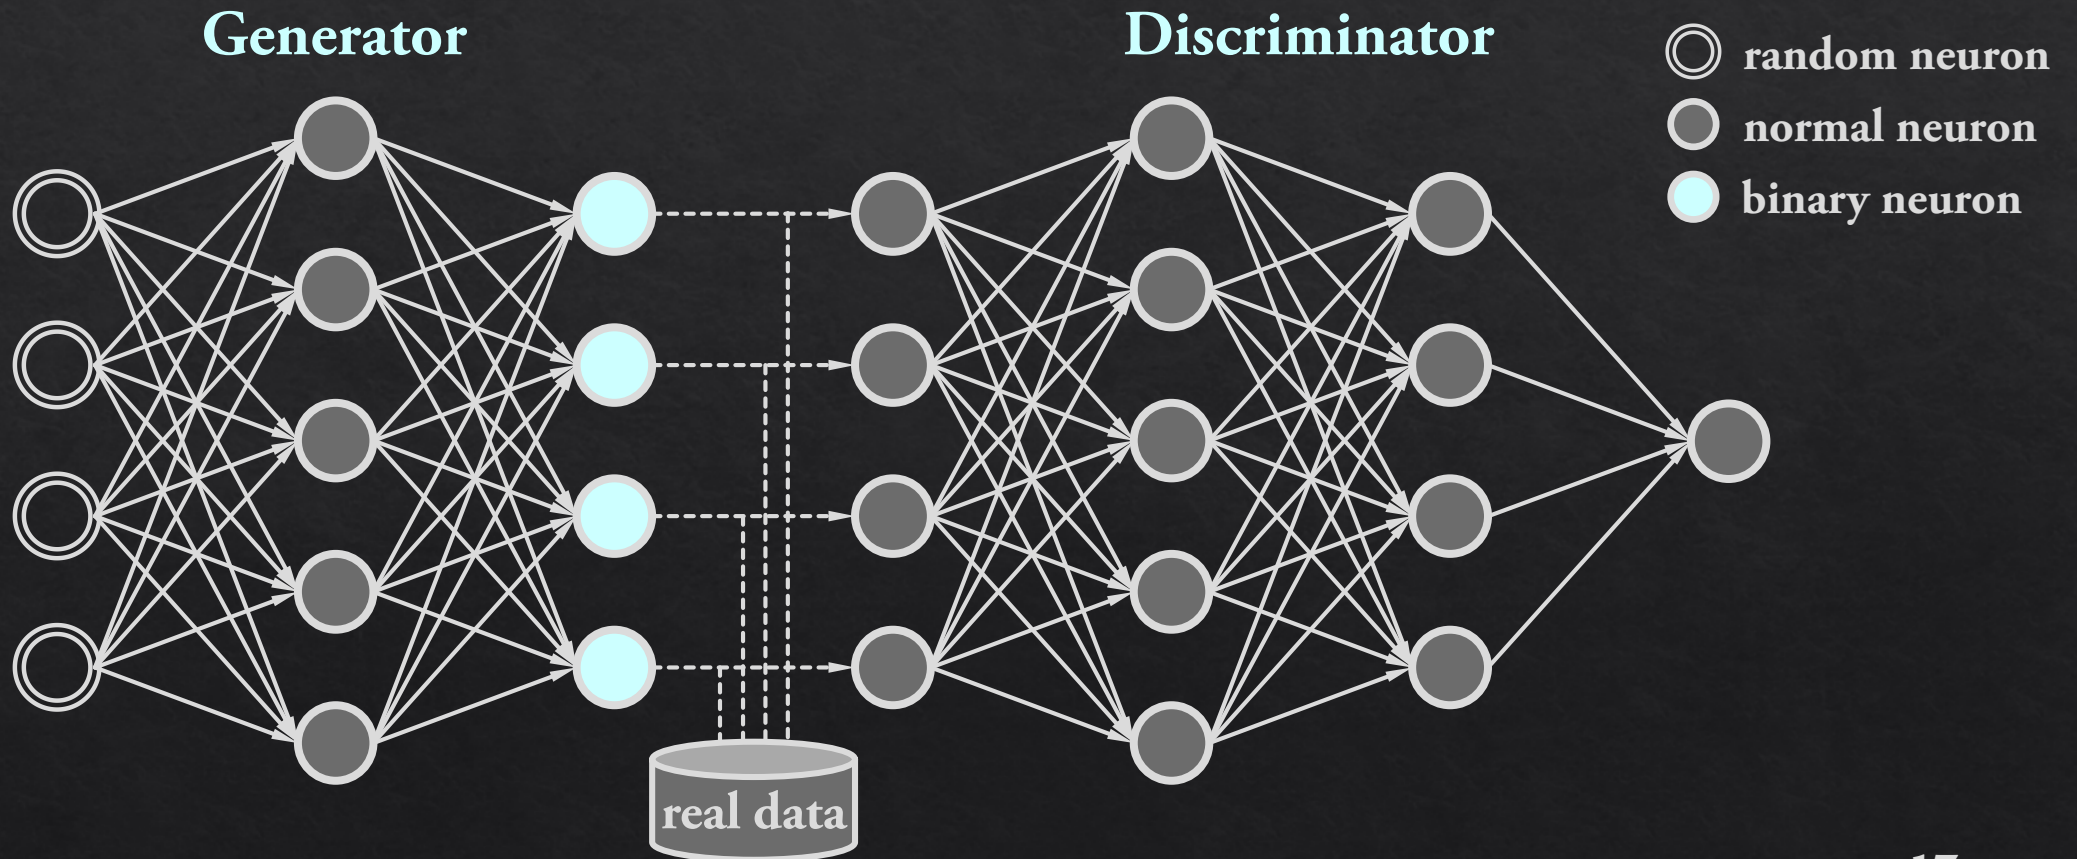 Generator
Discriminator
random neuron
normal neuron
binary neuron
real data